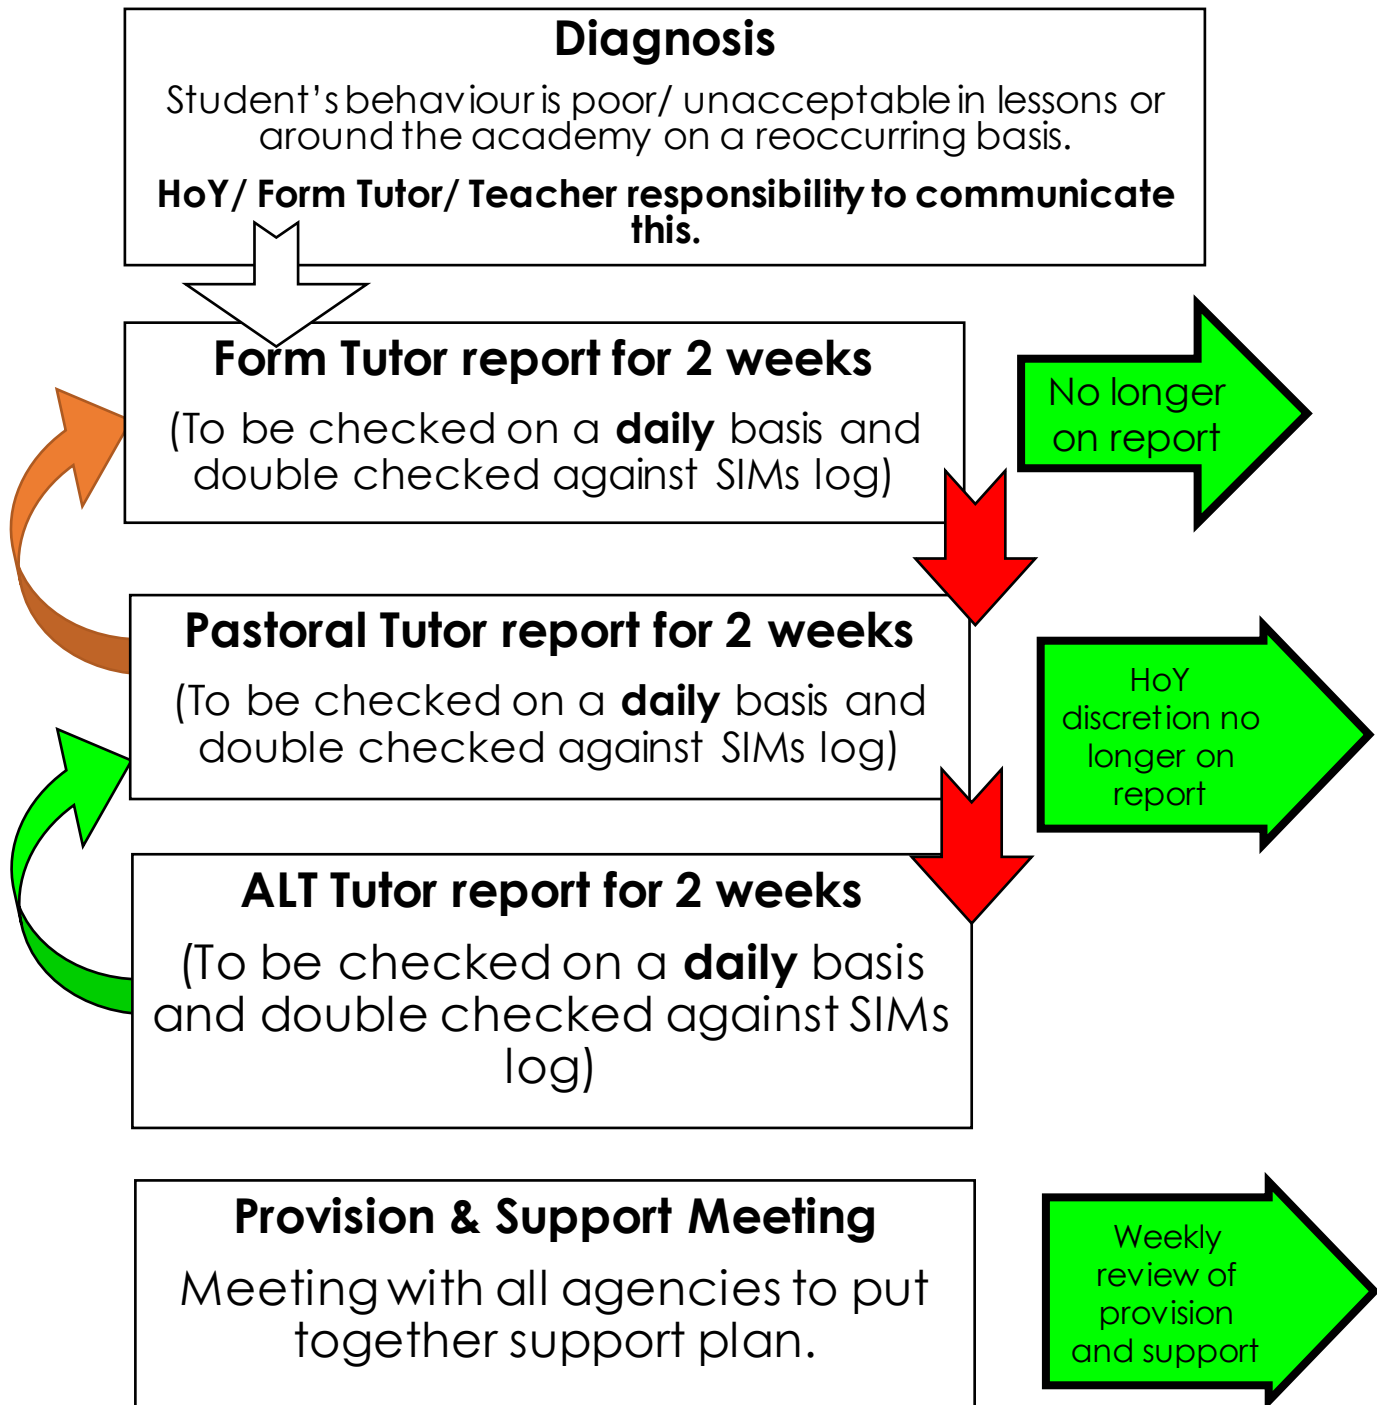 Diagnosis
Student's behaviour is poor/ unacceptable in lessons or
around the academy on a reoccurring basis.
HoY/ Form Tutor/ Teacher responsibility to communicate
this.
Form Tutor report for 2 weeks
(To be checked on a daily basis and
double checked against SIMs log)
No longer
on report
Pastoral Tutor report for 2 weeks
(To be checked on a daily basis and
double checked against SIMs log)
HoY
discretion no
longer on
report
ALT Tutor report for 2 weeks
(To be checked on a daily basis
and double checked against SIMs
log)
Provision & Support Meeting
Meeting with all agencies to put
together support plan.
Weekly
review of
provision
and support